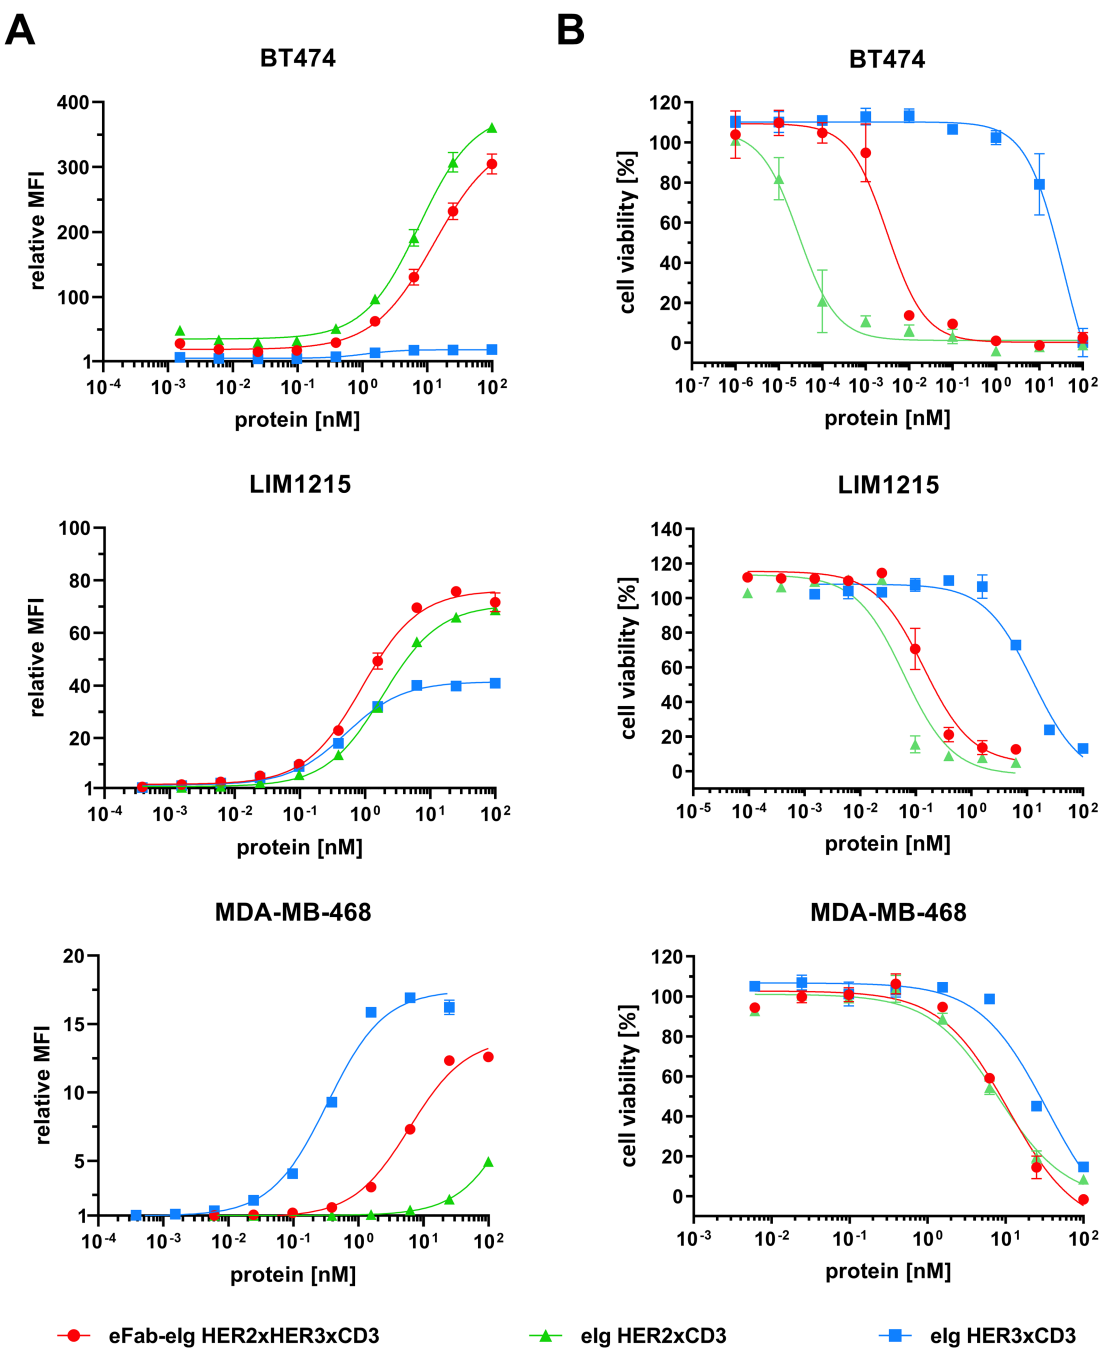 A
B
BT474
BT474
400
300
200
100
1
relative MFI
10-4 10-3 10-2 10-1 100 101 102
protein [nM]
120
100
80
60
40
20
0
cell viability [%]
10-7 10-6 10-5 10-4 10-3 10-2 10-1 100 101 102
protein [nM]
LIM1215
LIM1215
100
80
60
40
20
1
relative MFI
10-4 10-3 10-2 10-1 100 101 102
protein [nM]
140
120
100
80
60
40
20
0
cell viability [%]
10-5 10-4 10-3 10-2 10-1 100 101 102
protein [nM]
MDA-MB-468
MDA-MB-468
20
15
10
5
1
relative MFI
10-4 10-3 10-2 10-1 100 101 102
protein [nM]
120
100
80
60
40
20
0
cell viability [%]
10-3 10-2 10-1 100 101 102
protein [nM]
eFab-eIg HER2xHER3xCD3
eIg HER2xCD3
eIg HER3xCD3